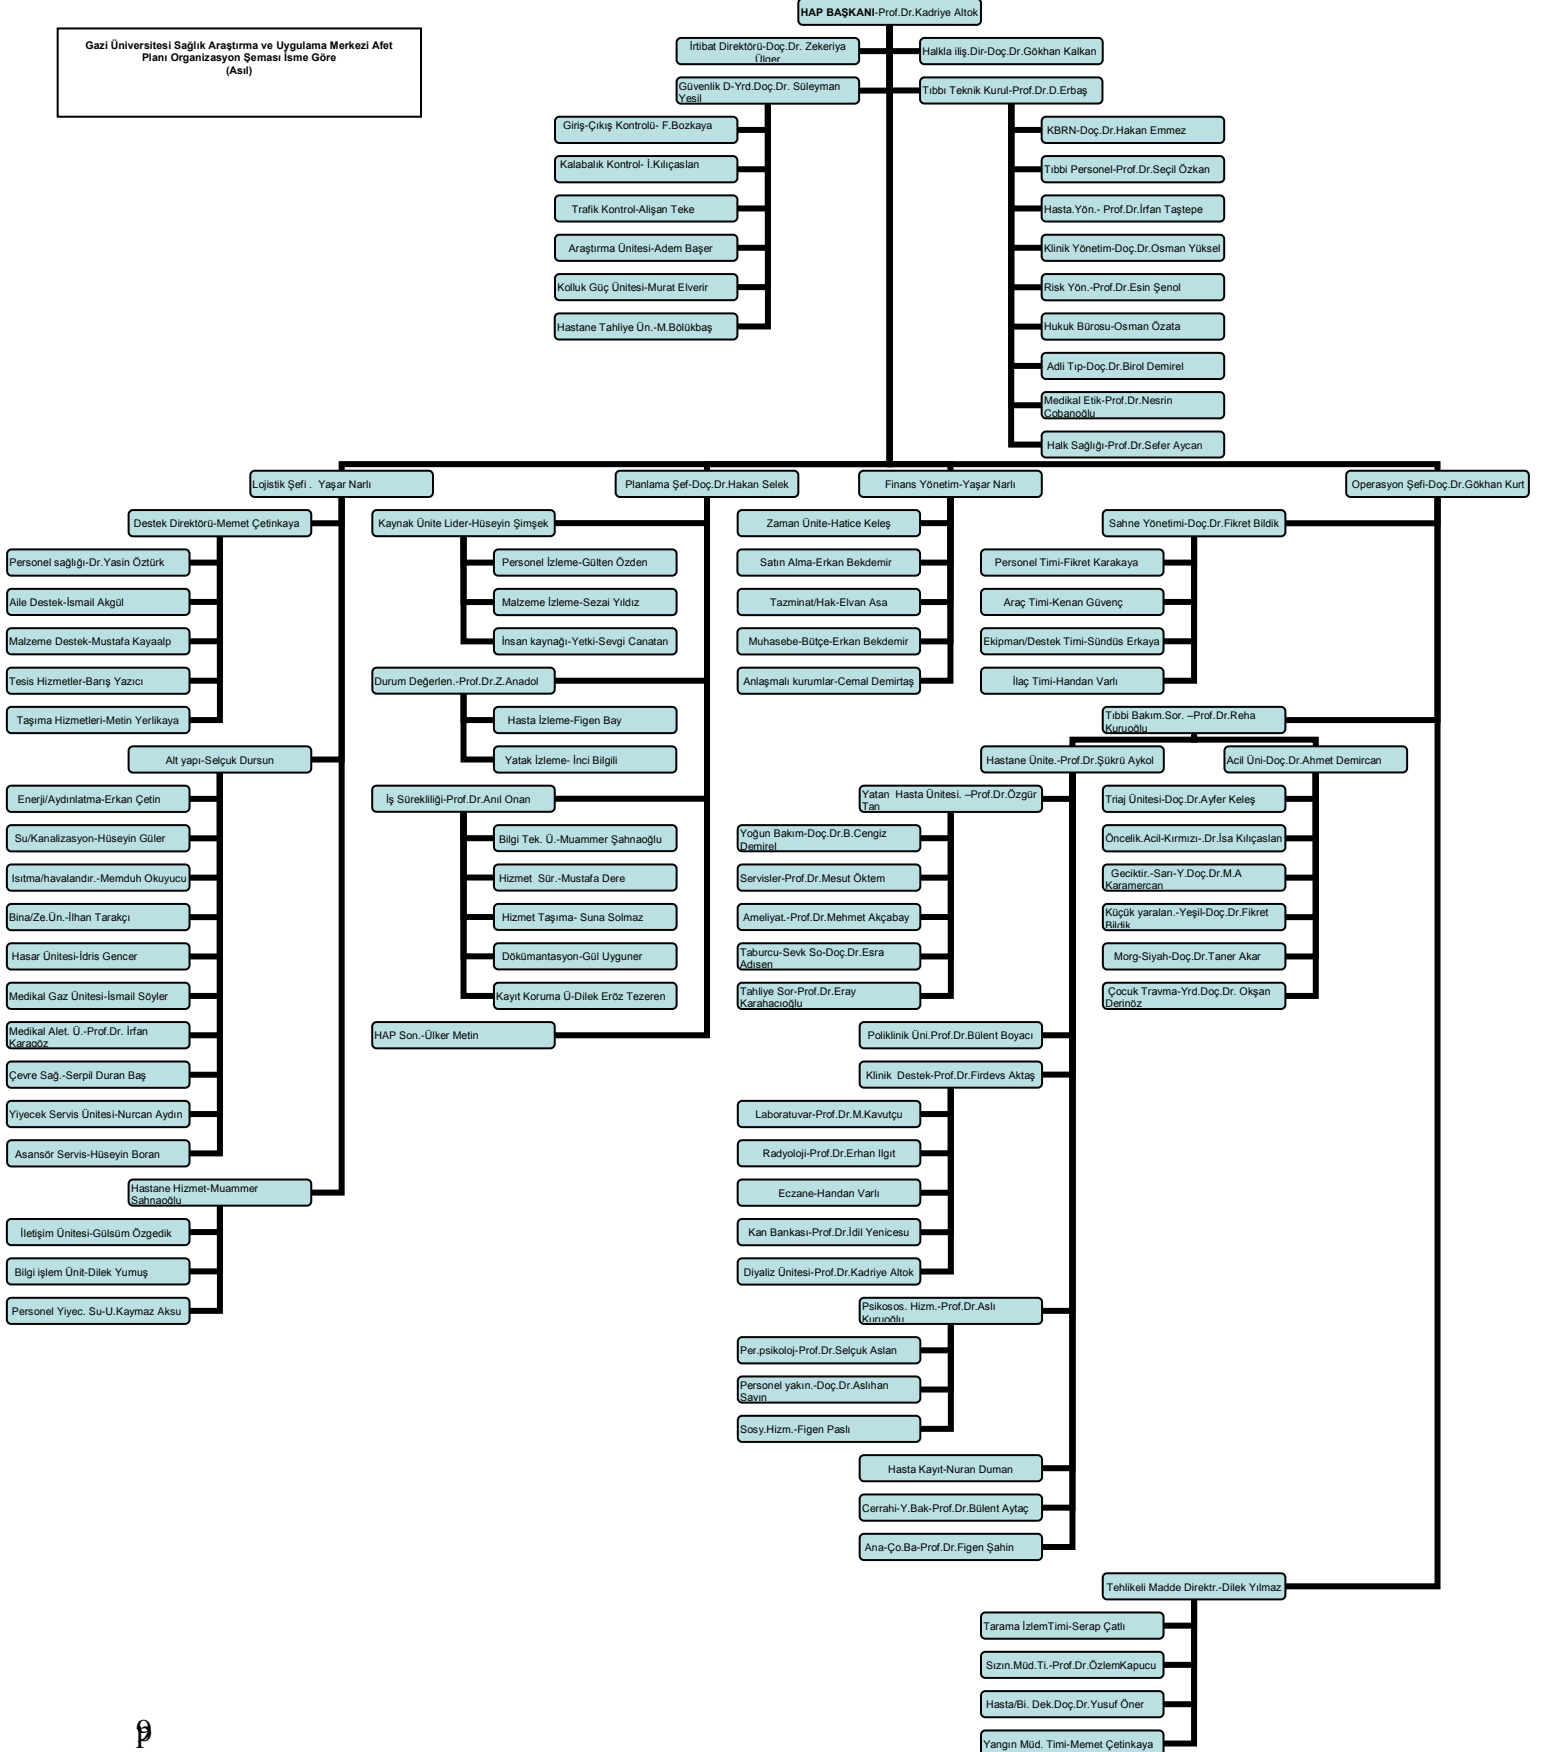 HAP BAŞKANI-Prof.Dr.Kadriye Altok
Gazi Üniversitesi Sağlık Araştırma ve Uygulama Merkezi Afet
Planı Organizasyon Şeması İsme Göre
(Asıl)
İrtibat Direktörü-Doç.Dr. Zekeriya
Ülger
Halkla iliş.Dir-Doç.Dr.Gökhan Kalkan
Güvenlik D-Yrd.Doç.Dr. Süleyman
Yesil
Tıbbı Teknik Kurul-Prof.Dr.D.Erbaş
Giriş-Çıkış Kontrolü- F.Bozkaya
Kalabalık Kontrol- İ.Kılıçaslan
Trafik Kontrol-Alişan Teke
Araştırma Ünitesi-Adem Başer
Kolluk Güç Ünitesi-Murat Elverir
Hastane Tahliye Ün.-M.Bölükbaş
KBRN-Doç.Dr.Hakan Emmez
Tıbbi Personel-Prof.Dr.Seçil Özkan
Hasta.Yön.- Prof.Dr.İrfan Taştepe
Klinik Yönetim-Doç.Dr.Osman Yüksel
Risk Yön.-Prof.Dr.Esin Şenol
Hukuk Bürosu-Osman Özata
Adli Tıp-Doç.Dr.Birol Demirel
Medikal Etik-Prof.Dr.Nesrin
Cobanoğlu
Halk Sağlığı-Prof.Dr.Sefer Aycan
Lojistik Şefi .  Yaşar Narlı
Destek Direktörü-Memet Çetinkaya
Personel sağlığı-Dr.Yasin Öztürk
Aile Destek-İsmail Akgül
Malzeme Destek-Mustafa Kayaalp
Tesis Hizmetler-Barış Yazıcı
Taşıma Hizmetleri-Metin Yerlikaya
Alt yapı-Selçuk Dursun
Enerji/Aydınlatma-Erkan Çetin
Su/Kanalizasyon-Hüseyin Güler
Isıtma/havalandır.-Memduh Okuyucu
Bina/Ze.Ün.-İlhan Tarakçı
Hasar Ünitesi-İdris Gencer
Medikal Gaz Ünitesi-İsmail Söyler
Medikal Alet. Ü.-Prof.Dr. İrfan
Karagöz
Çevre Sağ.-Serpil Duran Baş
Yiyecek Servis Ünitesi-Nurcan Aydın
Asansör Servis-Hüseyin Boran
Hastane Hizmet-Muammer
Sahnaoğlu
İletişim Ünitesi-Gülsüm Özgedik
Bilgi işlem Ünit-Dilek Yumuş
Personel Yiyec. Su-U.Kaymaz Aksu
Planlama Şef-Doç.Dr.Hakan Selek
Kaynak Ünite Lider-Hüseyin Şimşek
Personel İzleme-Gülten Özden
Malzeme İzleme-Sezai Yıldız
İnsan kaynağı-Yetki-Sevgi Canatan
Durum Değerlen.-Prof.Dr.Z.Anadol
Hasta İzleme-Figen Bay
Yatak İzleme- İnci Bilgili
İş Sürekliliği-Prof.Dr.Anıl Onan
Bilgi Tek. Ü.-Muammer Şahnaoğlu
Hizmet  Sür.-Mustafa Dere
Hizmet Taşıma- Suna Solmaz
Dökümantasyon-Gül Uyguner
Kayıt Koruma Ü-Dilek Eröz Tezeren
HAP Son.-Ülker Metin
Finans Yönetim-Yaşar Narlı
Zaman Ünite-Hatice Keleş
Satın Alma-Erkan Bekdemir
Tazminat/Hak-Elvan Asa
Muhasebe-Bütçe-Erkan Bekdemir
Anlaşmalı kurumlar-Cemal Demirtaş
Operasyon Şefi-Doç.Dr.Gökhan Kurt
Sahne Yönetimi-Doç.Dr.Fikret Bildik
Personel Timi-Fikret Karakaya
Araç Timi-Kenan Güvenç
Ekipman/Destek Timi-Sündüs Erkaya
İlaç Timi-Handan Varlı
Tıbbi Bakım.Sor. –Prof.Dr.Reha
Kuruoğlu
Hastane Ünite.-Prof.Dr.Şükrü Aykol
Yatan  Hasta Ünitesi. –Prof.Dr.Özgür
Tan
Yoğun Bakım-Doç.Dr.B.Cengiz
Demirel
Servisler-Prof.Dr.Mesut Öktem
Ameliyat.-Prof.Dr.Mehmet Akçabay
Taburcu-Sevk So-Doç.Dr.Esra
Adısen
Tahliye Sor-Prof.Dr.Eray
Karahacıoğlu
Poliklinik Üni.Prof.Dr.Bülent Boyacı
Klinik  Destek-Prof.Dr.Firdevs Aktaş
Laboratuvar-Prof.Dr.M.Kavutçu
Radyoloji-Prof.Dr.Erhan Ilgıt
Eczane-Handan Varlı
Kan Bankası-Prof.Dr.İdil Yenicesu
Diyaliz Ünitesi-Prof.Dr.Kadriye Altok
Psikosos. Hizm.-Prof.Dr.Aslı
Kuruoğlu
Per.psikoloj-Prof.Dr.Selçuk Aslan
Personel yakın.-Doç.Dr.Aslıhan
Sayın
Sosy.Hizm.-Figen Paslı
Hasta Kayıt-Nuran Duman
Cerrahi-Y.Bak-Prof.Dr.Bülent Aytaç
Ana-Ço.Ba-Prof.Dr.Figen Şahin
Acil Üni-Doç.Dr.Ahmet Demircan
Triaj Ünitesi-Doç.Dr.Ayfer Keleş
Öncelik.Acil-Kırmızı-.Dr.İsa Kılıçaslan
Geciktir.-Sarı-Y.Doç.Dr.M.A
Karamercan
Küçük yaralan.-Yeşil-Doç.Dr.Fikret
Bildik
Morg-Siyah-Doç.Dr.Taner Akar
Çocuk Travma-Yrd.Doç.Dr. Okşan
Derinöz
Tehlikeli Madde Direktr.-Dilek Yılmaz
Tarama İzlemTimi-Serap Çatlı
Sızın.Müd.Ti.-Prof.Dr.ÖzlemKapucu
Hasta/Bi. Dek.Doç.Dr.Yusuf Öner
Yangın Müd. Timi-Memet Çetinkaya